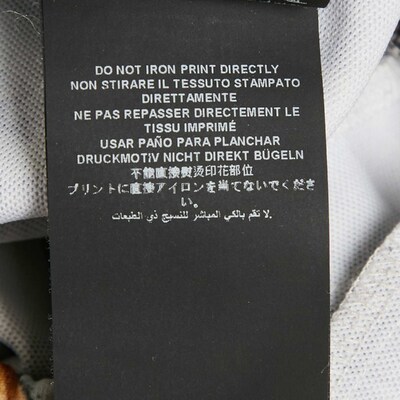 DO NOT IRON PRINT DIRECTLY
NON STIRARE IL TESSUTO STAMPATO
DIRETTAMENTE
NE PAS REPASSER DIRECTEMENT LE
TISSU IMPRIMÉ
USAR PAÑO PARA PLANCHAR
DRUCKMOTIV NICHT DIREKT BÜGELN
不能直接熨烫印花部位
プリントに直接アイロンを当てないでくださ
い。
لا تقم بالكي المباشر للنسيج ذي الطبعات.